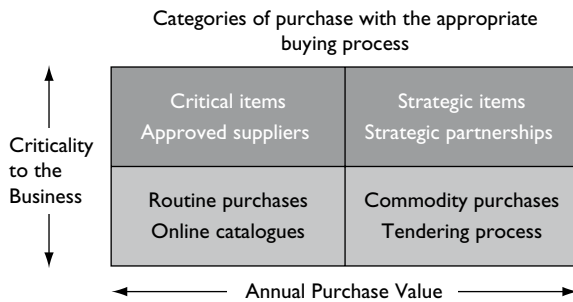 Categories of purchase with the appropriate
buying process
Critical items
Approved suppliers
Strategic items
Strategic partnerships
Criticality
to the
Business
Routine purchases
Online catalogues
Commodity purchases
Tendering process
Annual Purchase Value